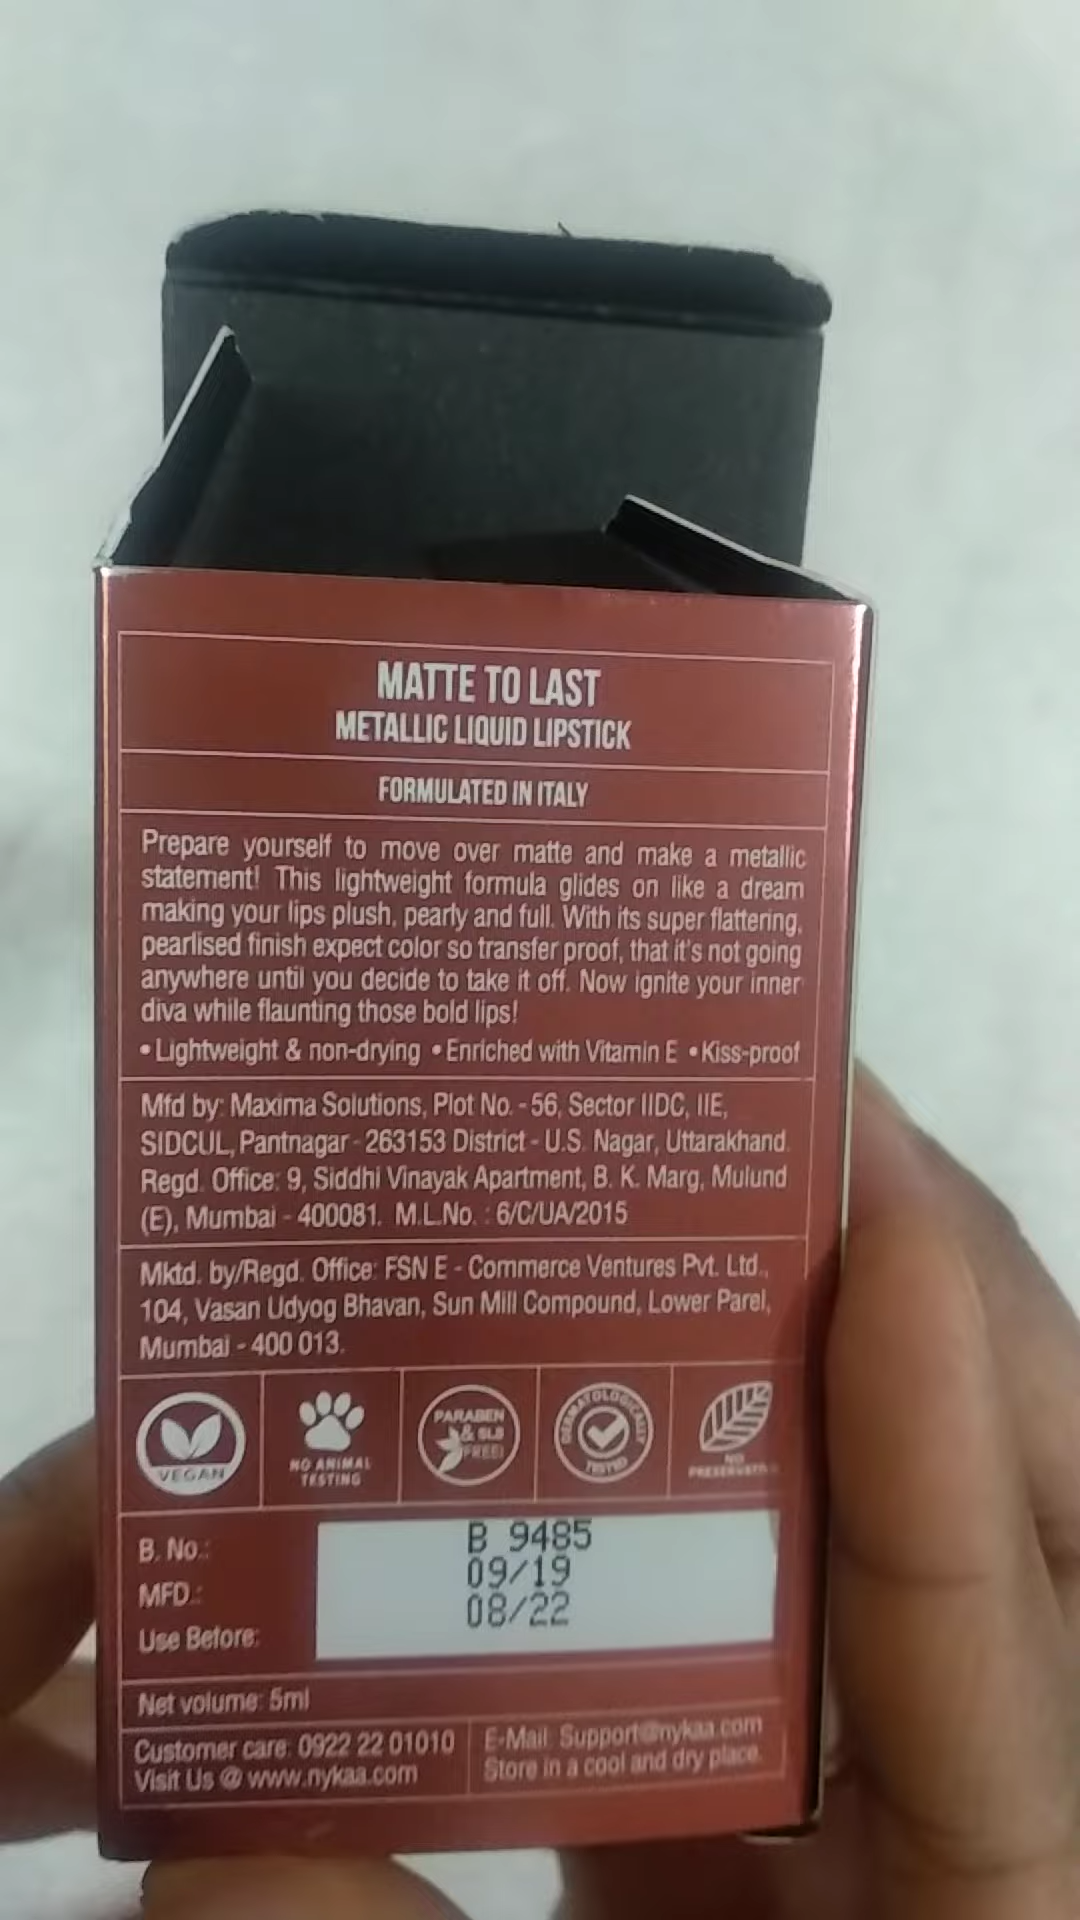 MATTE TO LAST
METALLIC LIQUID LIPSTICK
FORMULATED IN ITALY
Prepare yourself to move over matte and make a metallic
statement! This lightweight formula glides on like a dream
making your lips plush, pearly and full. With its super flattering,
pearlised finish expect color so transfer proof, that it's not going
anywhere until you decide to take it off. Now ignite your inner
diva while flaunting those bold lips!
• Lightweight & non-drying • Enriched with Vitamin E • Kiss-proof
Mfd by: Maxima Solutions, Plot No. - 56, Sector IIDC, IIE,
SIDCUL, Pantnagar - 263153 District - U.S. Nagar, Uttarakhand.
Regd. Office: 9, Siddhi Vinayak Apartment, B. K. Marg, Mulund
(E), Mumbai - 400081. M.L.No. : 6/C/UA/2015
Mktd. by/Regd. Office: FSN E - Commerce Ventures Pvt. Ltd.,
104, Vasan Udyog Bhavan, Sun Mill Compound, Lower Parel,
Mumbai - 400 013.
VEGAN
NO ANIMAL
TESTING
PARABEN
& SLS
FREE!
DERMATOLOGICALLY
TESTED
NO
PRESERVATIVE
B. No.: B 9485
MFD.: 09/19
Use Before: 08/22
Net volume: 5ml
Customer care: 0922 22 01010
Visit Us @ www.nykaa.com
E-Mail: Support@nykaa.com
Store in a cool and dry place.